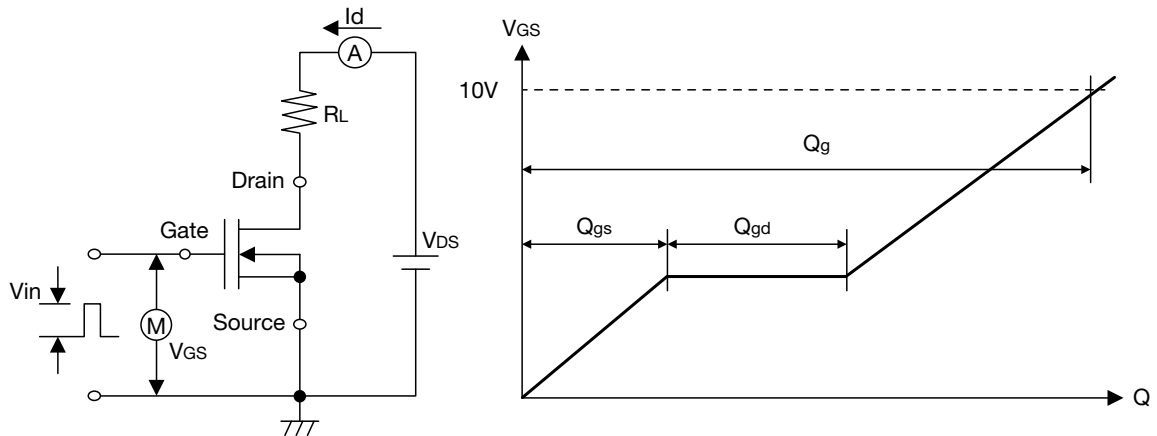 Id
A
RL
Drain
Gate
VDS
Vin
Source
M
VGS
VGS
10V
Qg
Qgs
Qgd
Q